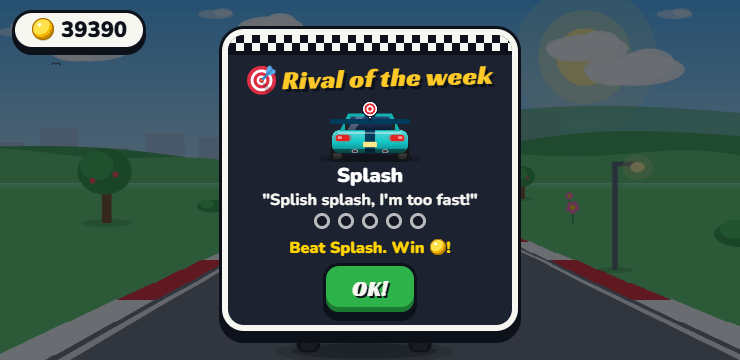 39390
Rival of the week
Splash
"Splish splash, I'm too fast!"
Beat Splash. Win !
OK!